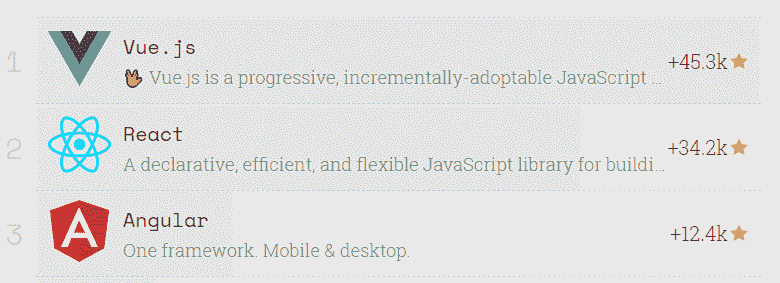 1
Vue.js
+45.3k
🖖 Vue.js is a progressive, incrementally-adoptable JavaScript ...
2
React
+34.2k
A declarative, efficient, and flexible JavaScript library for buildi...
3
Angular
+12.4k
One framework. Mobile & desktop.